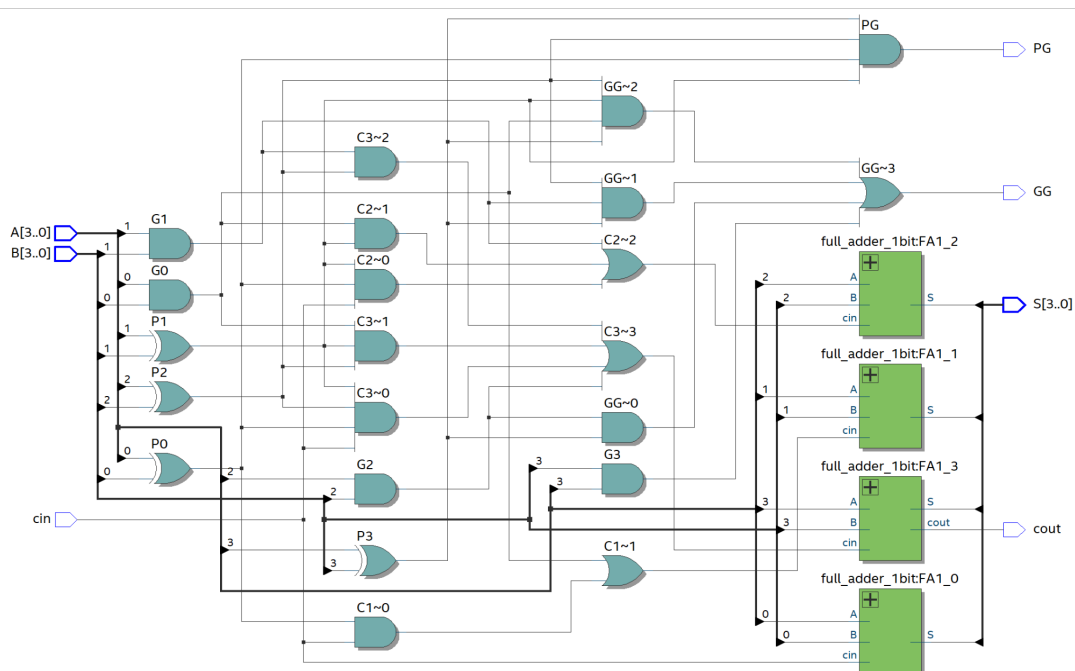 PG
PG
GG~2
C3~2
GG~1
GG~3
GG
A[3..0]
1
G1
C2~1
B[3..0]
1
C2~2
full_adder_1bit:FA1_2
C2~0
G0
0
2
A
0
2
B
S
S[3..0]
P1
C3~1
cin
1
C3~3
1
full_adder_1bit:FA1_1
P2
2
C3~0
1
A
2
GG~0
1
B
S
cin
P0
G3
0
G2
3
full_adder_1bit:FA1_3
0
2
2
3
3
A
S
cin
P3
3
B
cout
cout
3
C1~1
cin
3
full_adder_1bit:FA1_0
C1~0
0
A
0
B
S
cin